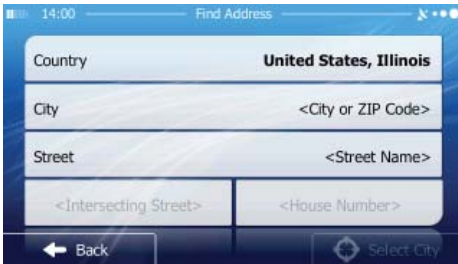 14:00 Find Address
Country United States, Illinois
City <City or ZIP Code>
Street <Street Name>
<Intersecting Street> <House Number>
Back Select City